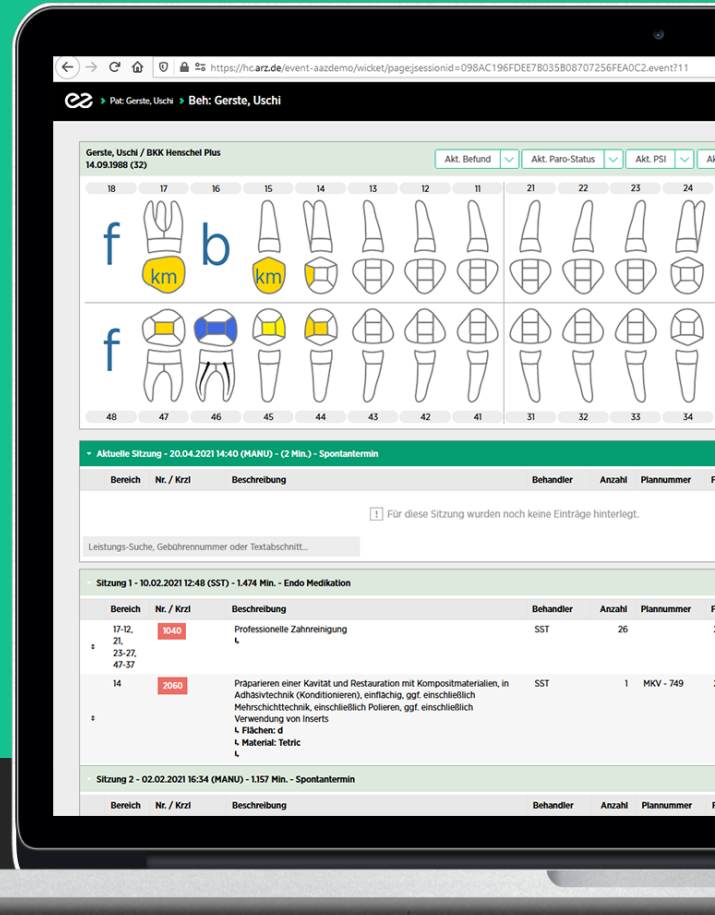 https://hc.arz.de/event-aazdemo/wicket/page;jsessionid=098AC196FDEE7B035B08707256FEA0C2.event?11
Pat: Gerste, Uschi > Beh: Gerste, Uschi
Gerste, Uschi / BKK Henschel Plus
14.09.1988 (32)
Akt. Befund Akt. Paro-Status Akt. PSI
18 17 16 15 14 13 12 11 21 22 23 24
f km b km
f
48 47 46 45 44 43 42 41 31 32 33 34
Aktuelle Sitzung - 20.04.2021 14:40 (MANU) - (2 Min.) - Spontantermin
Bereich Nr. / Krzl Beschreibung Behandler Anzahl Plannummer
! Für diese Sitzung wurden noch keine Einträge hinterlegt.
Leistungs-Suche, Gebührennummer oder Textabschnitt...
Sitzung 1 - 10.02.2021 12:48 (SST) - 1.474 Min. - Endo Medikation
Bereich Nr. / Krzl Beschreibung Behandler Anzahl Plannummer
17-12, 1040 Professionelle Zahnreinigung SST 26
21,
23-27,
47-37
14 2060 Präparieren einer Kavität und Restauration mit Kompositmaterialien, in SST 1 MKV - 749
Adhäsivtechnik (Konditionieren), einflächig, ggf. einschließlich
Mehrschichttechnik, einschließlich Polieren, ggf. einschließlich
Verwendung von Inserts
Flächen: d
Material: Tetric
Sitzung 2 - 02.02.2021 16:34 (MANU) - 1.157 Min. - Spontantermin
Bereich Nr. / Krzl Beschreibung Behandler Anzahl Plannummer